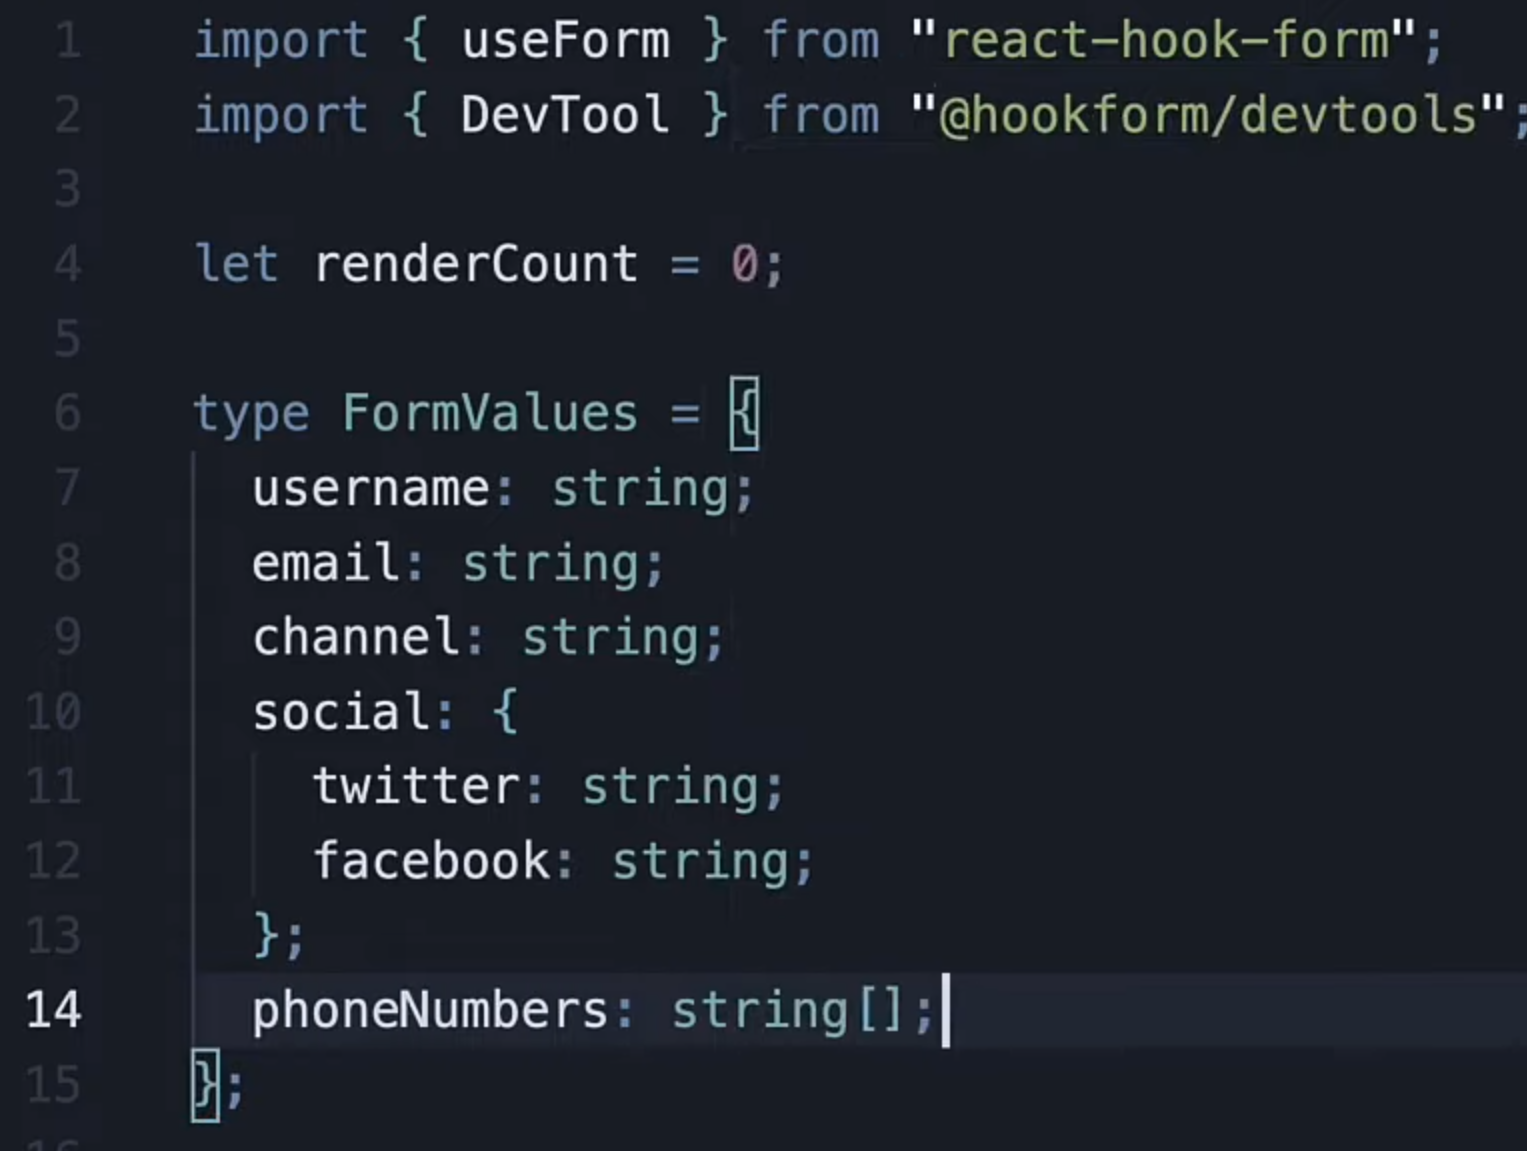 1 import { useForm } from "react-hook-form";
2 import { DevTool } from "@hookform/devtools";
3
4 let renderCount = 0;
5
6 type FormValues = {
7   username: string;
8   email: string;
9   channel: string;
10   social: {
11     twitter: string;
12     facebook: string;
13   };
14   phoneNumbers: string[];
15 };
16